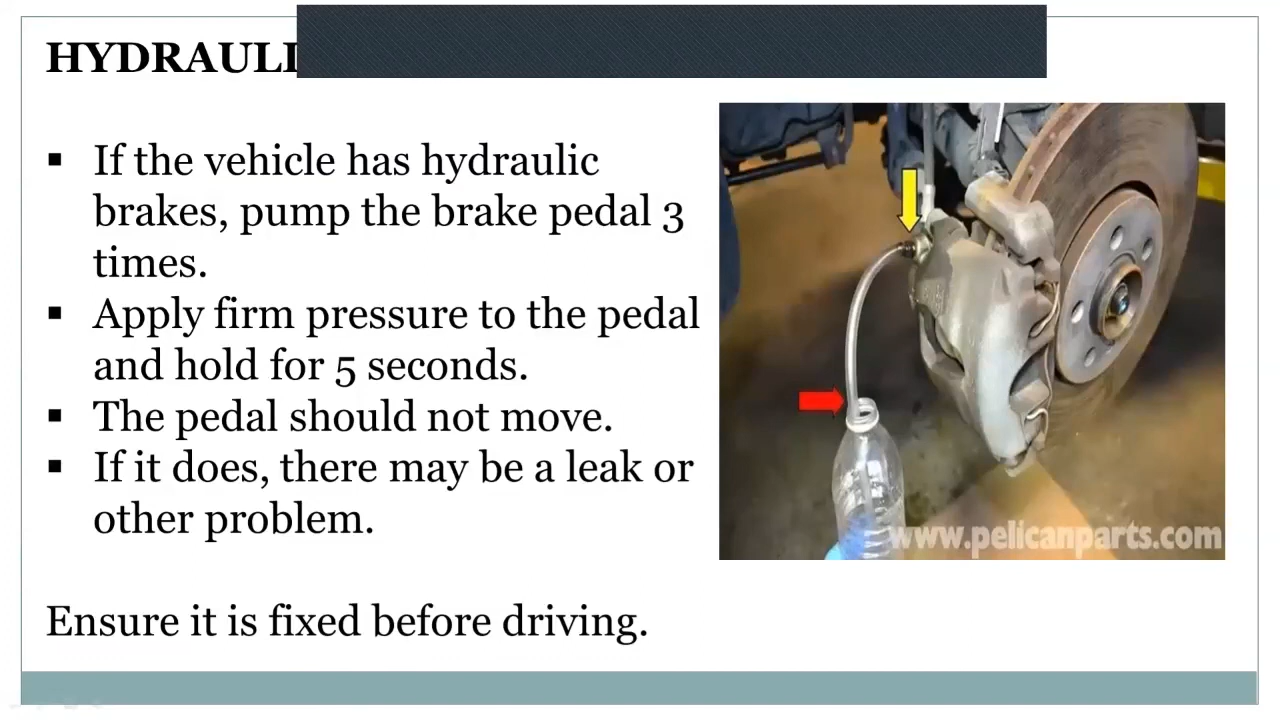 HYDRAULI
▪ If the vehicle has hydraulic
brakes, pump the brake pedal 3
times.
▪ Apply firm pressure to the pedal
and hold for 5 seconds.
▪ The pedal should not move.
▪ If it does, there may be a leak or
other problem.
Ensure it is fixed before driving.
www.pelicanparts.com